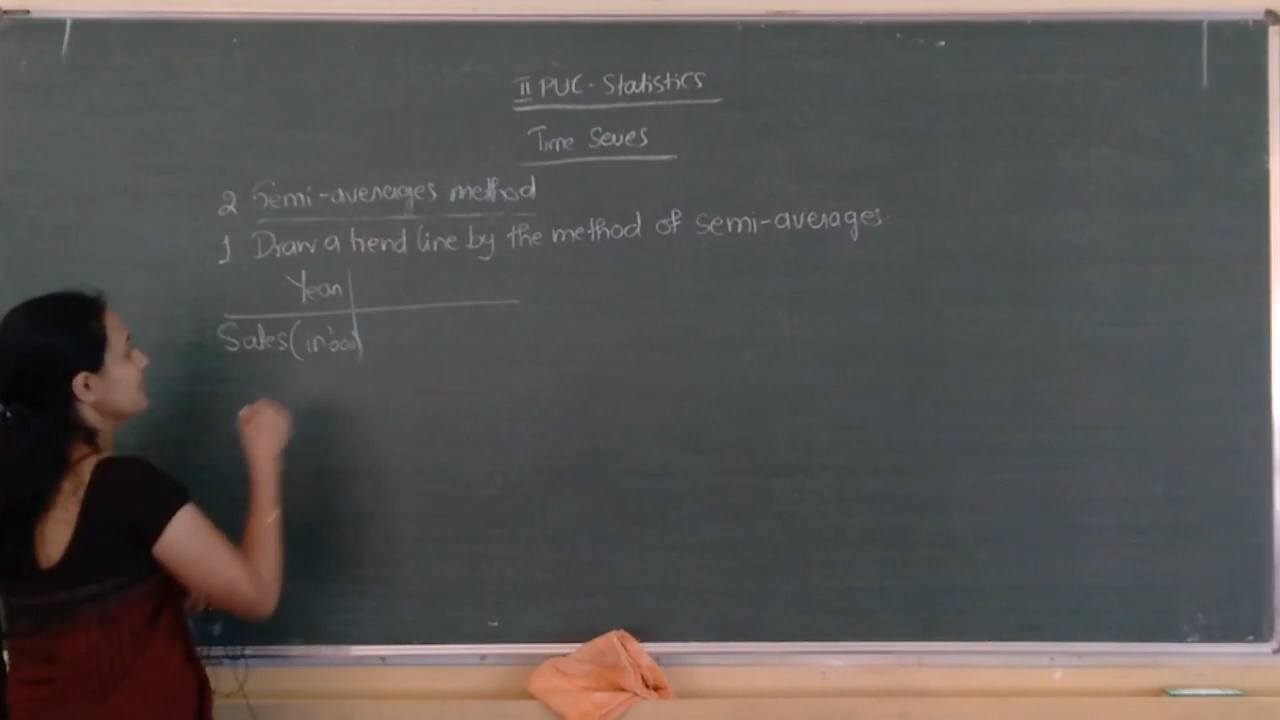 II PUC. Statistics
Time Series
2 Semi-averages method
1 Draw a trend line by the method of semi-averages.
Year
Sales (in